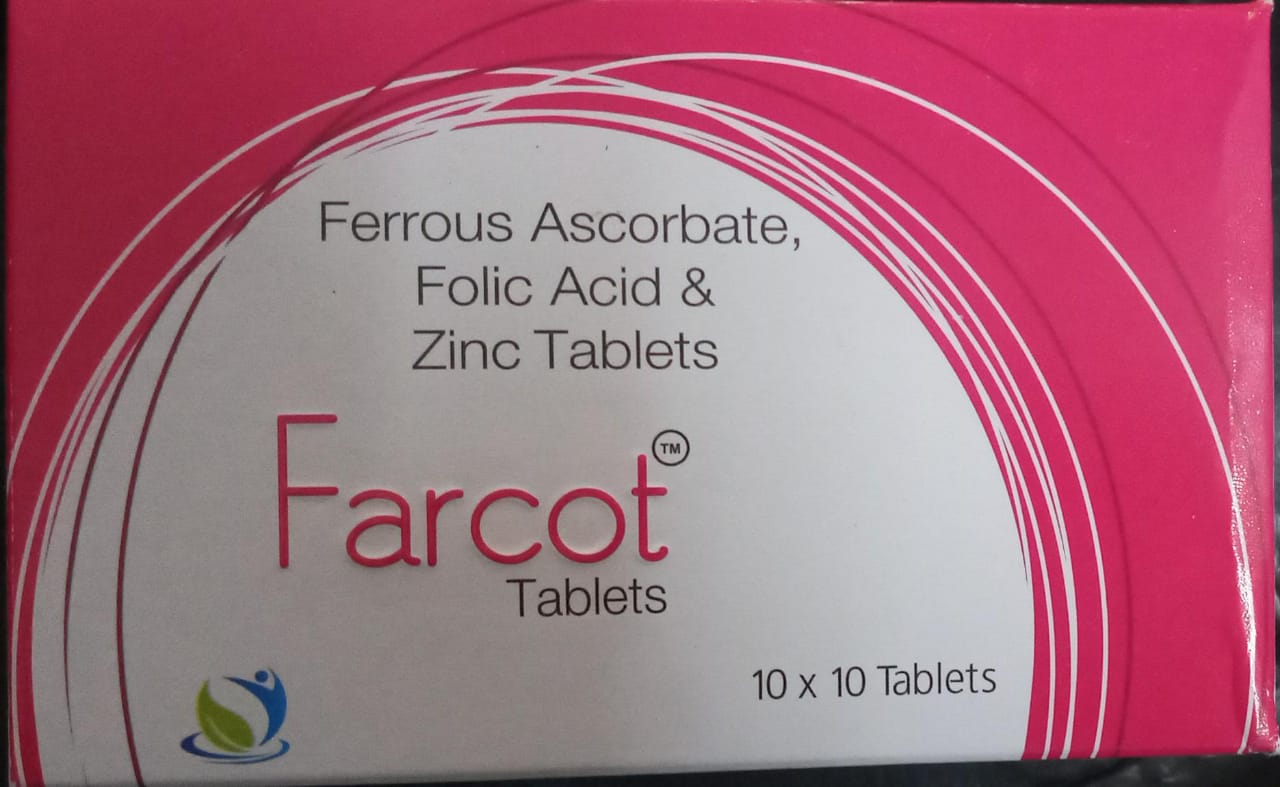 Ferrous Ascorbate,
Folic Acid &
Zinc Tablets
Farcot™
Tablets
10 x 10 Tablets